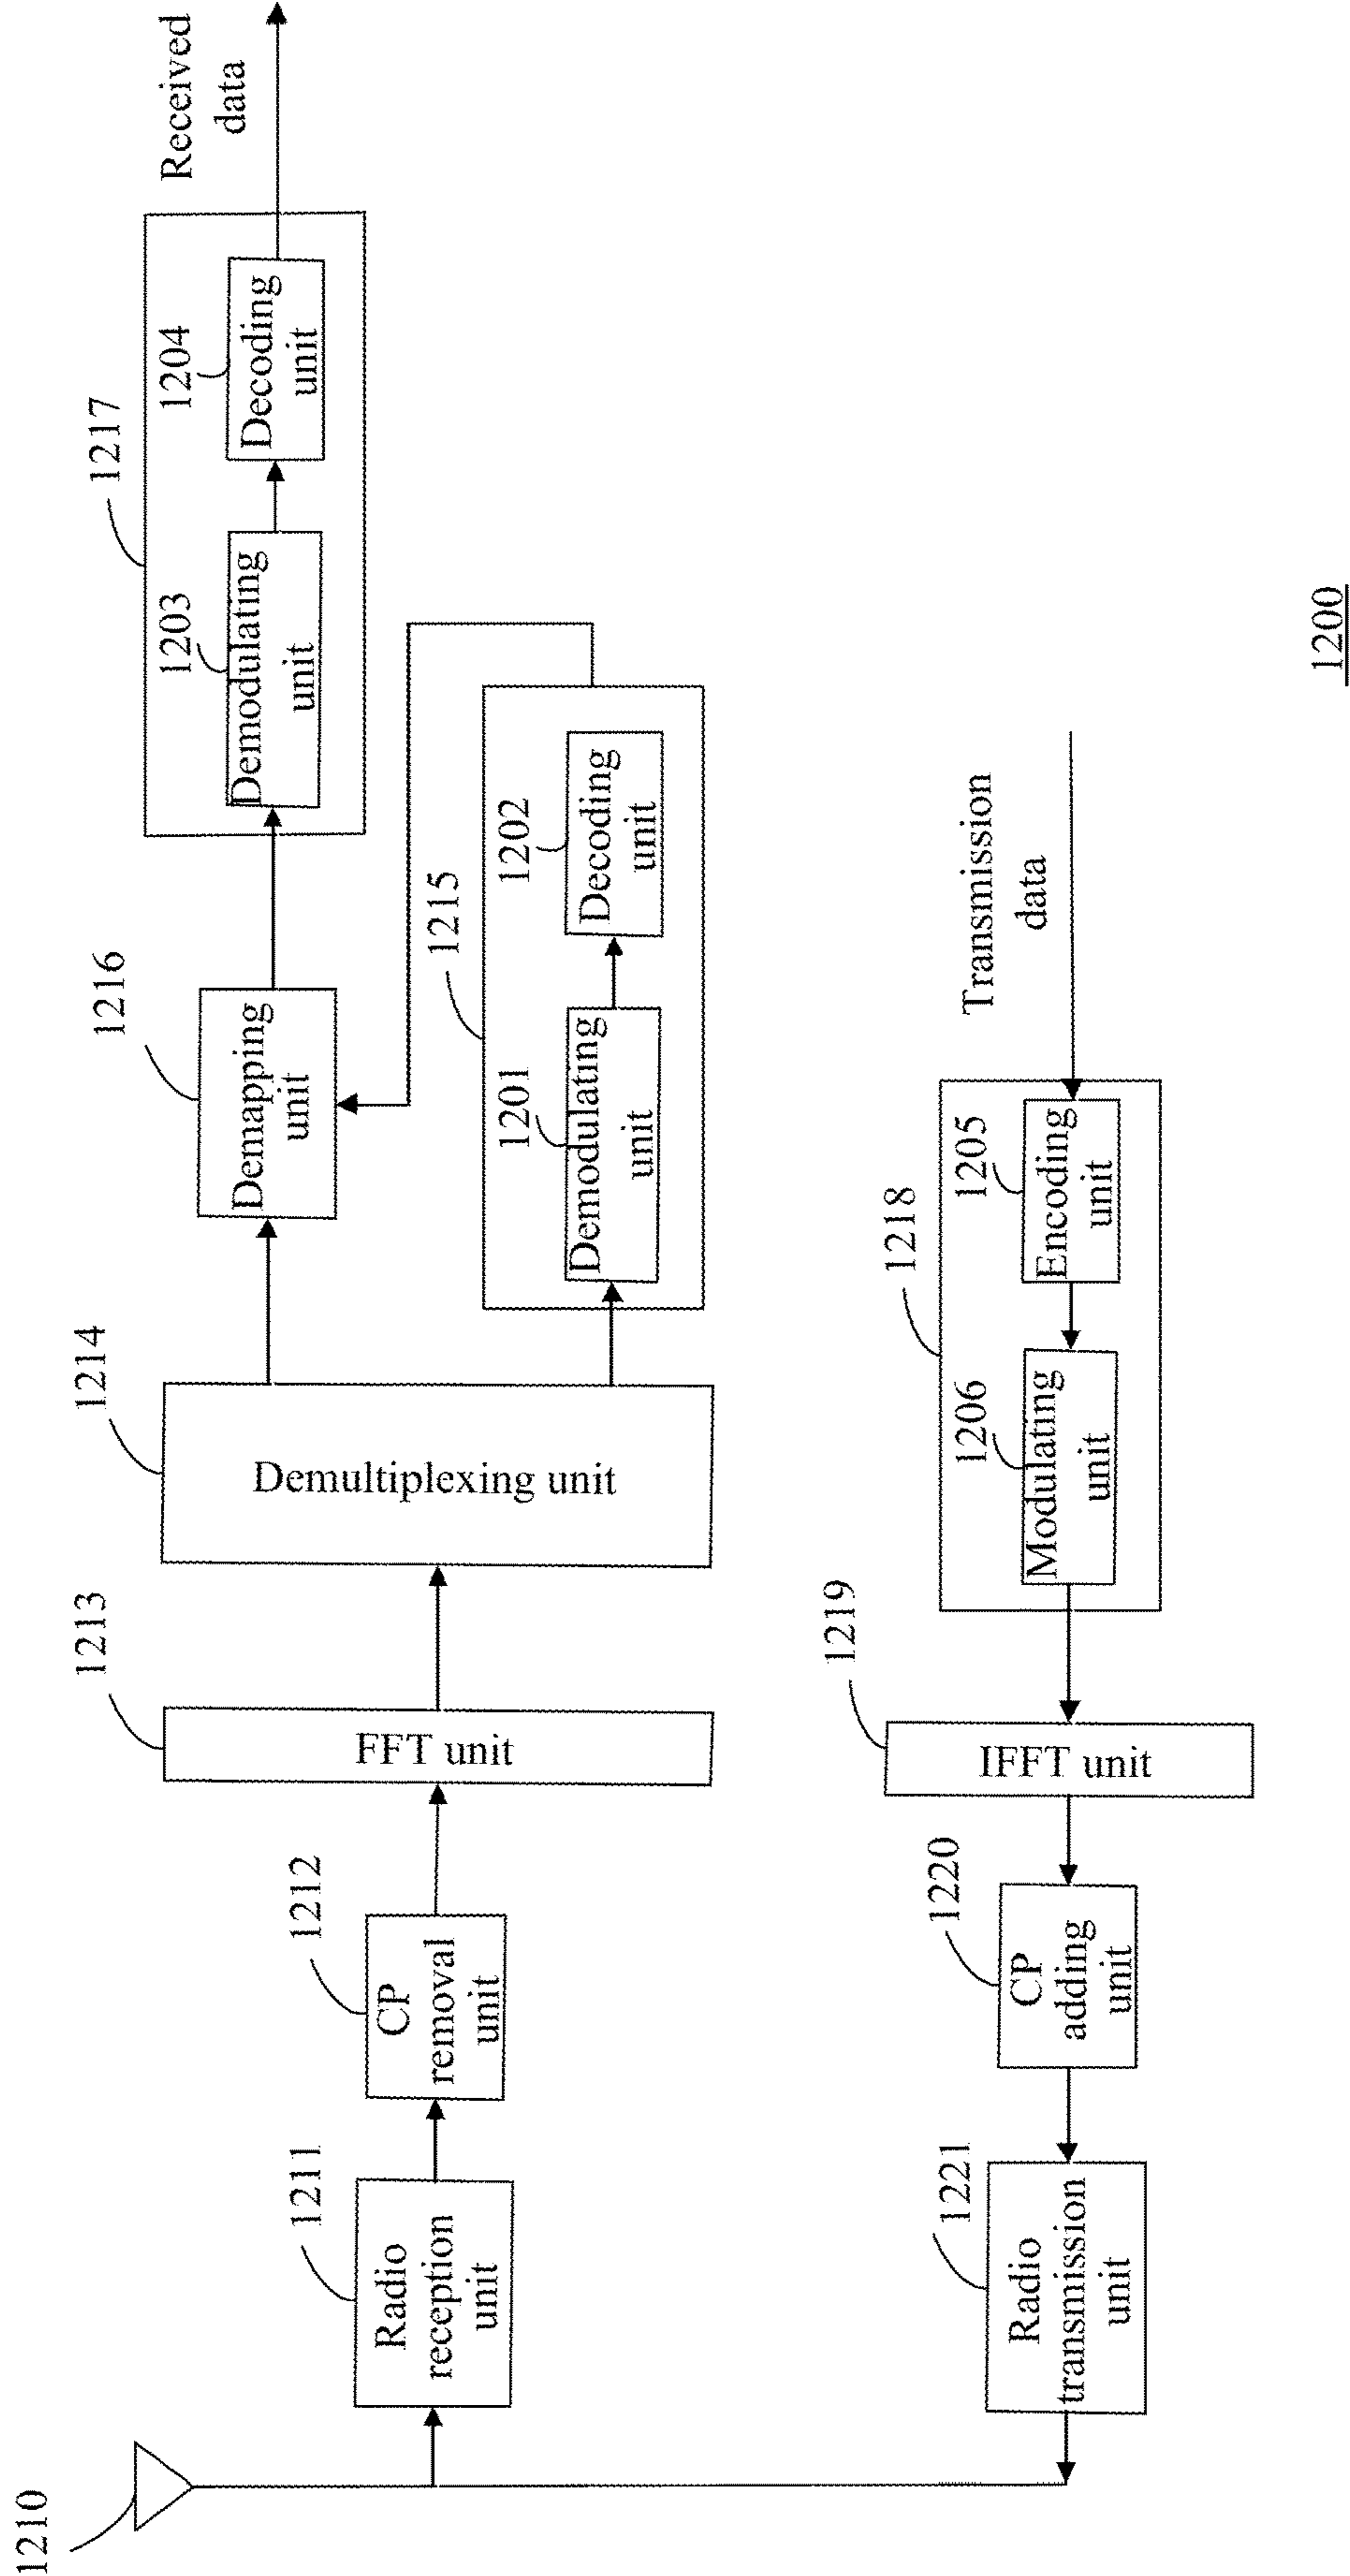 1210
1211
Radio
reception
unit
1212
CP
removal
unit
1213
FFT unit
1214
Demultiplexing unit
1216
Demapping
unit
1215
1201
Demodulating
unit
1202
Decoding
unit
1217
1203
Demodulating
unit
1204
Decoding
unit
Received
data
1221
Radio
transmission
unit
1220
CP
adding
unit
1219
IFFT unit
1218
1206
Modulating
unit
1205
Encoding
unit
Transmission
data
1200